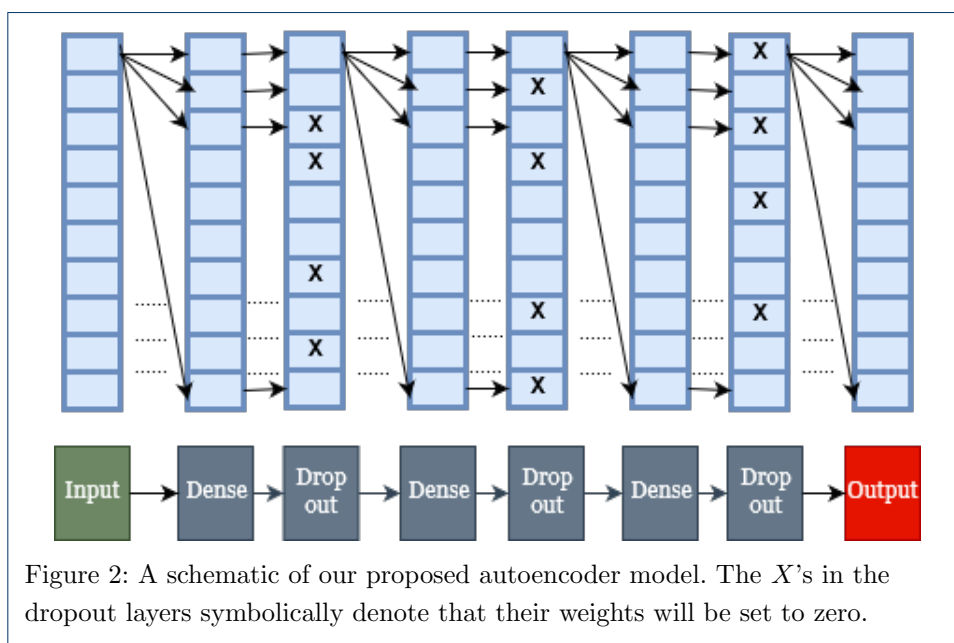 X
X
X
X
X
X
X
X
X
X
X
X
Input
Dense
Drop
out
Dense
Drop
out
Dense
Drop
out
Output
Figure 2: A schematic of our proposed autoencoder model. The X's in the
dropout layers symbolically denote that their weights will be set to zero.